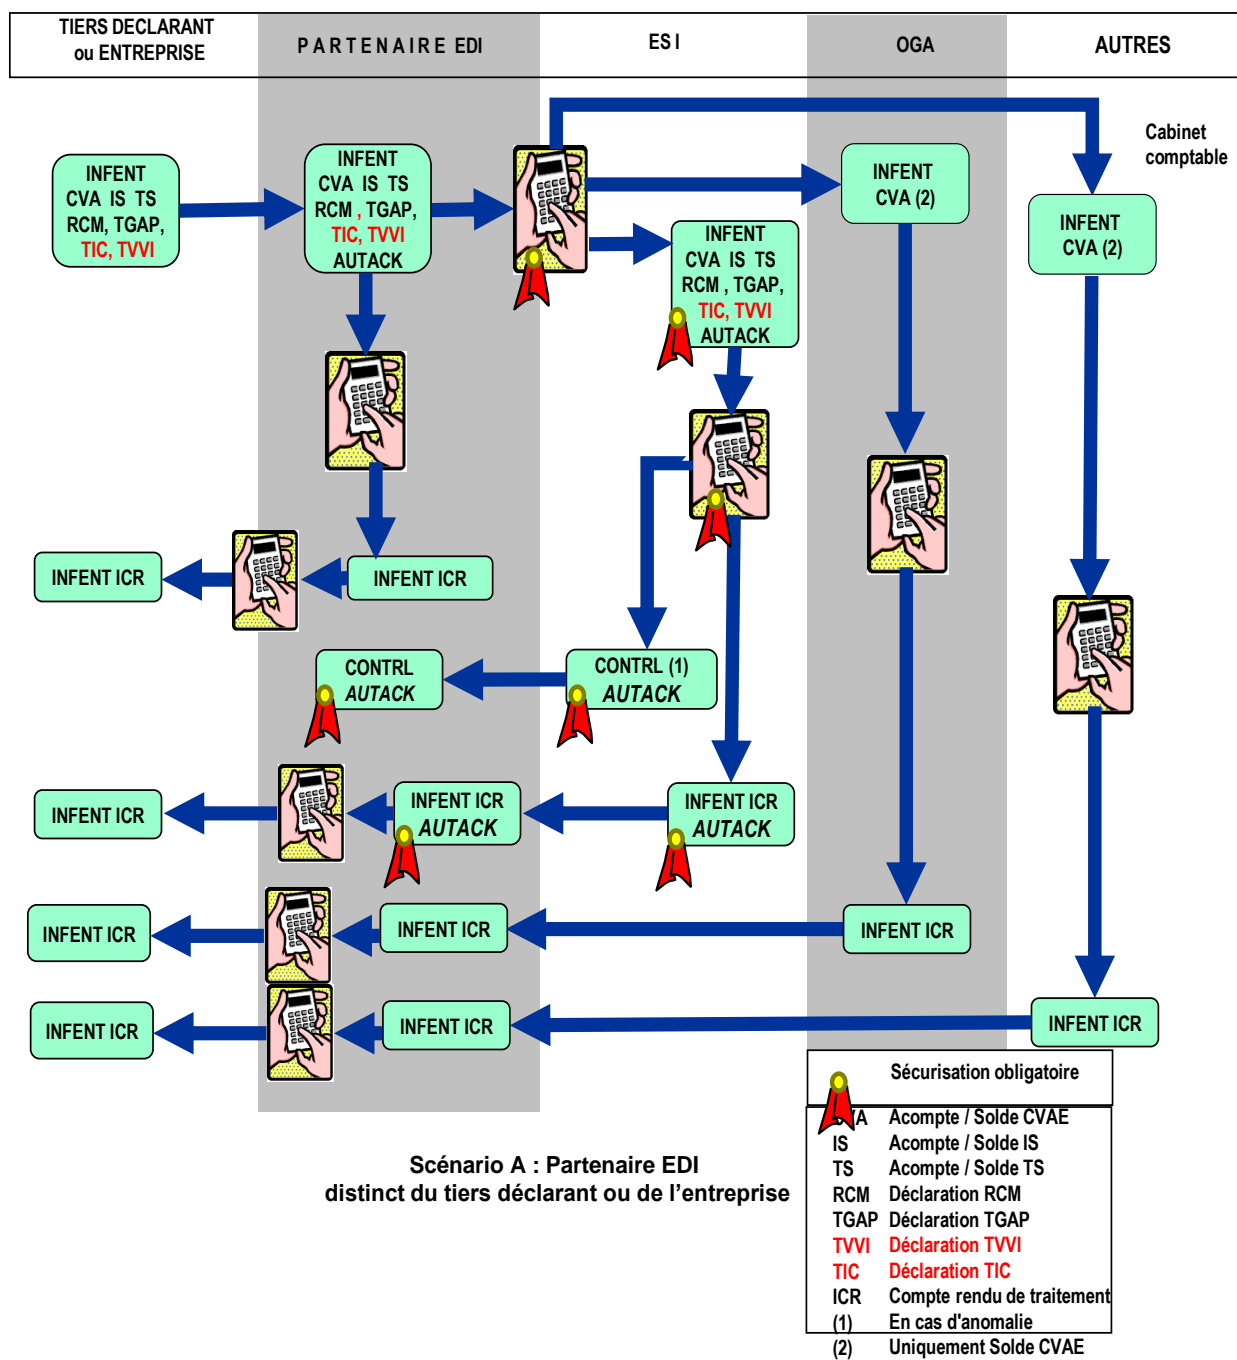 TIERS DECLARANT
ou ENTREPRISE
PARTENAIRE EDI
ESI
OGA
AUTRES
Cabinet
comptable
INFENT
CVA IS TS
RCM, TGAP,
TIC, TVVI
INFENT
CVA IS TS
RCM , TGAP,
TIC, TVVI
AUTACK
INFENT
CVA (2)
INFENT
CVA (2)
INFENT
CVA IS TS
RCM , TGAP,
TIC, TVVI
AUTACK
INFENT ICR
INFENT ICR
CONTRL
AUTACK
CONTRL (1)
AUTACK
INFENT ICR
INFENT ICR
AUTACK
INFENT ICR
AUTACK
INFENT ICR
INFENT ICR
INFENT ICR
INFENT ICR
INFENT ICR
INFENT ICR
Sécurisation obligatoire
Acompte / Solde CVAE
IS Acompte / Solde IS
TS Acompte / Solde TS
RCM Déclaration RCM
TGAP Déclaration TGAP
TVVI Déclaration TVVI
TIC Déclaration TIC
ICR Compte rendu de traitement
(1) En cas d'anomalie
(2) Uniquement Solde CVAE
Scénario A : Partenaire EDI
distinct du tiers déclarant ou de l’entreprise